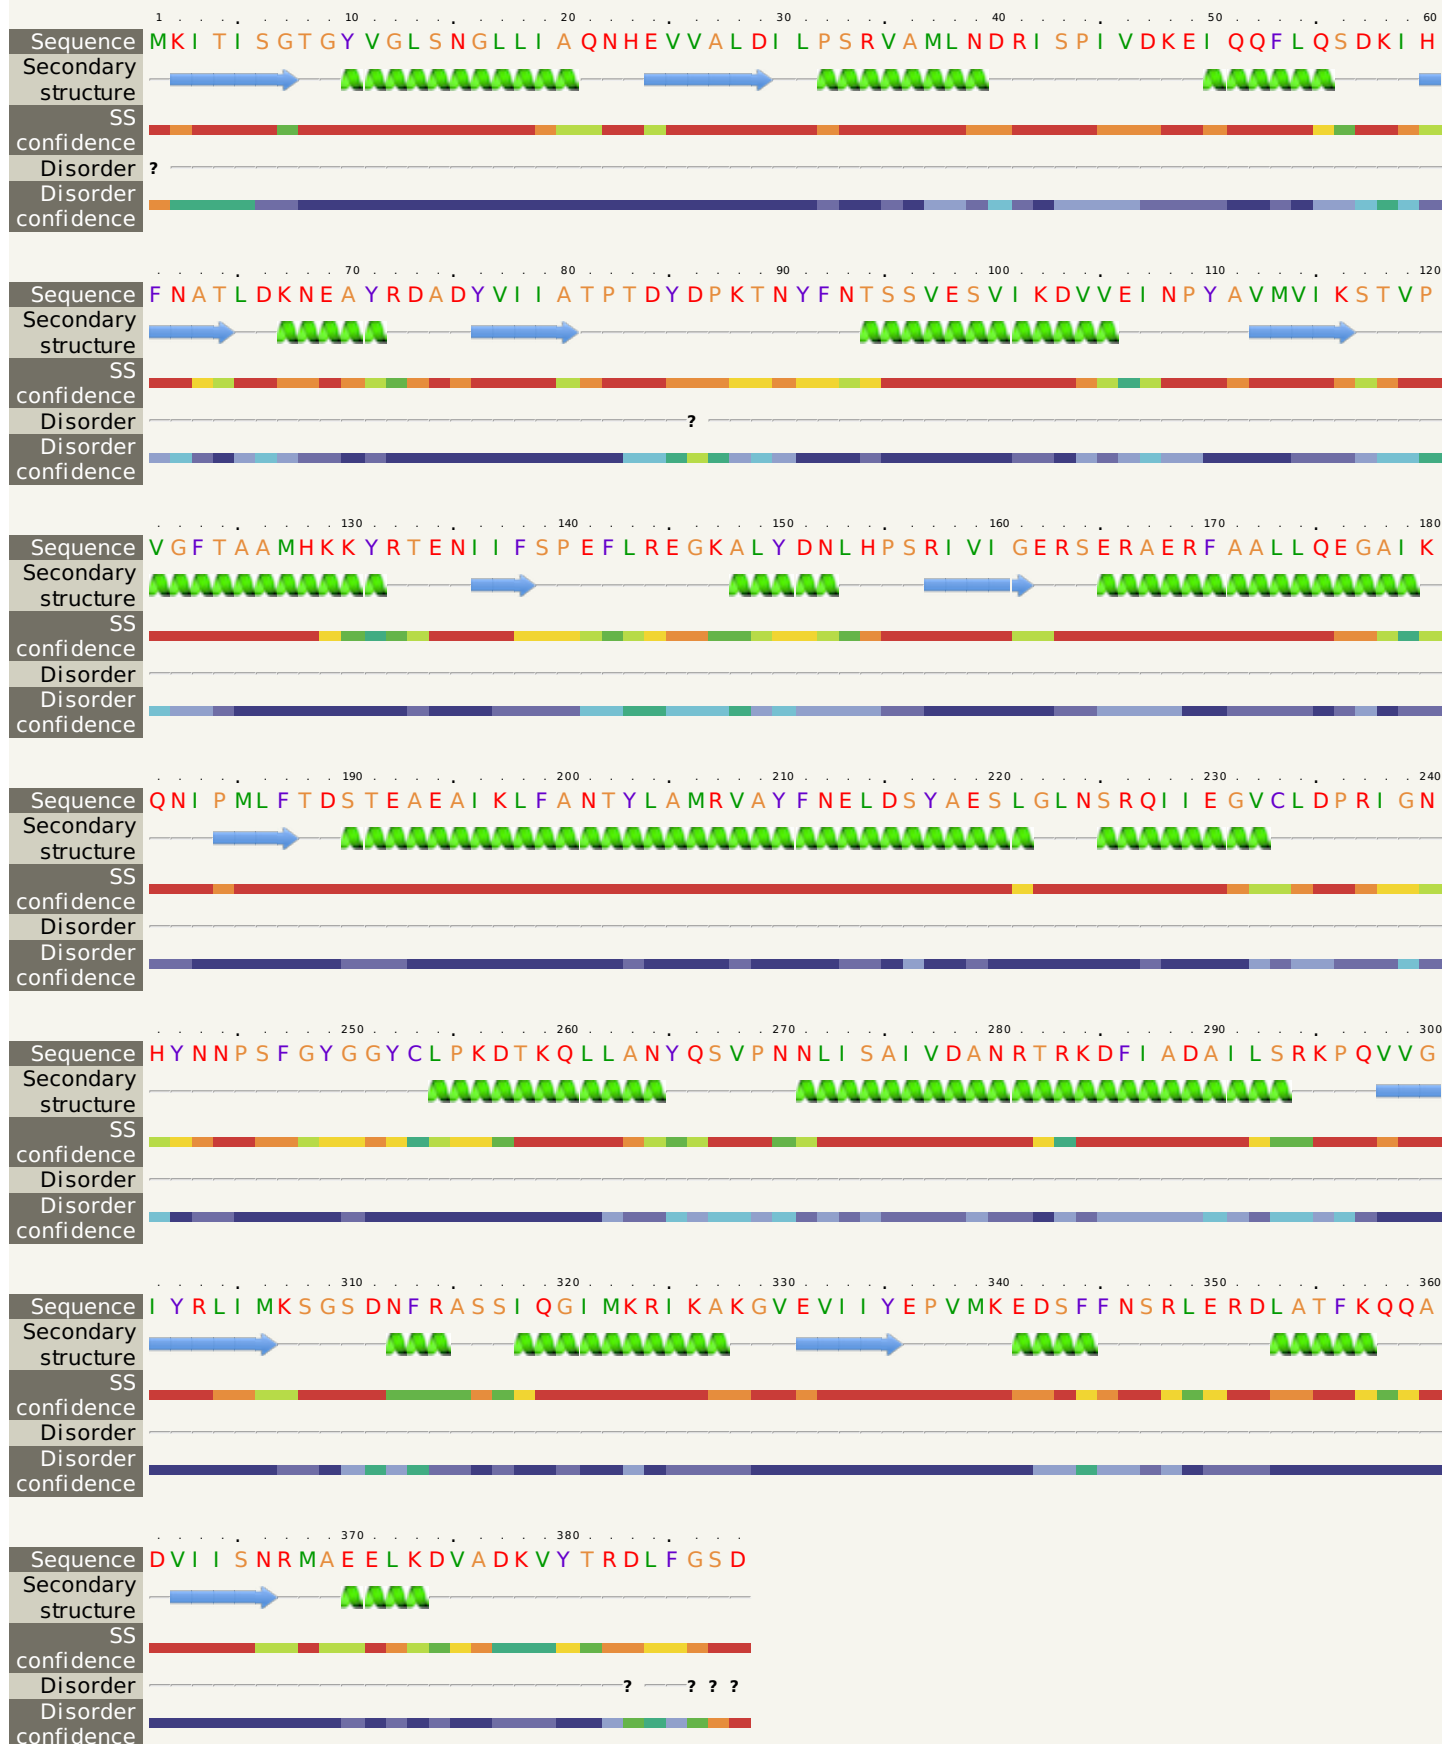 1 10 20 30 40 50 60
Sequence MKITISGTGYVGLSNGLLIAQNHEVVALDILPSRVAMLNDRISPIVDKEIQQFLQSDKIH
Secondary
structure
SS
confidence
Disorder ?
Disorder
confidence
70 80 90 100 110 120
Sequence FNATLDKNEAYRDADYVIIATPTDYDPKTNYFNTSSVESVIKDVVEINPYAVMVIKSTVP
Secondary
structure
SS
confidence
Disorder ?
Disorder
confidence
130 140 150 160 170 180
Sequence VGFTAAMHKKYRTENIIFSPEFLREGKALYDNLHPSRIVIGERSERAERFAALLQEGAIK
Secondary
structure
SS
confidence
Disorder
Disorder
confidence
190 200 210 220 230 240
Sequence QNIPMLFTDSTEAEAIKLFANTYLAMRVAYFNELDSYAESLGLNSRQIIEGVCLDPRIGN
Secondary
structure
SS
confidence
Disorder
Disorder
confidence
250 260 270 280 290 300
Sequence HYNNPSFGYGGYCLPKDTKQLLANYQSVPNNLISAIVDANRTRKDFIADAILSRKPQVVG
Secondary
structure
SS
confidence
Disorder
Disorder
confidence
310 320 330 340 350 360
Sequence IYRLIMKSGSDNFRASSIQGIMKRIKAKGVEVIIYEPVMKEDSFFNSRLERDLATFKQQA
Secondary
structure
SS
confidence
Disorder
Disorder
confidence
370 380
Sequence DVIISNRMAEELKDVADKVYTRDLFGSD
Secondary
structure
SS
confidence
Disorder ? ? ? ?
Disorder
confidence